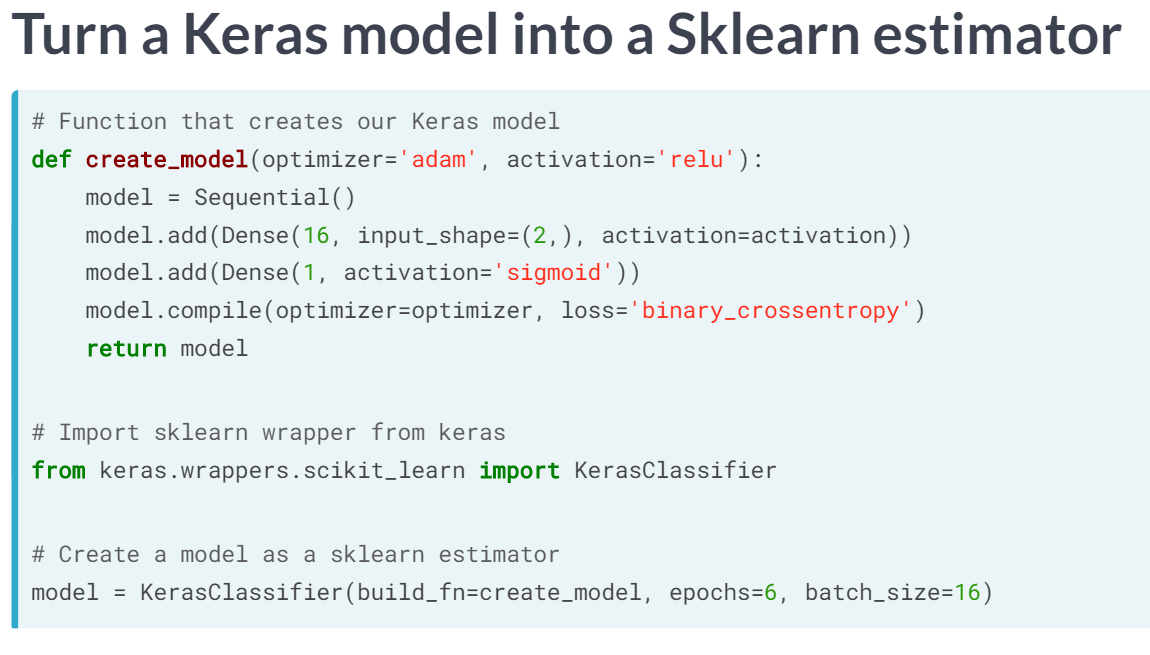 Turn a Keras model into a Sklearn estimator
# Function that creates our Keras model
def create_model(optimizer='adam', activation='relu'):
    model = Sequential()
    model.add(Dense(16, input_shape=(2,), activation=activation))
    model.add(Dense(1, activation='sigmoid'))
    model.compile(optimizer=optimizer, loss='binary_crossentropy')
    return model
# Import sklearn wrapper from keras
from keras.wrappers.scikit_learn import KerasClassifier
# Create a model as a sklearn estimator
model = KerasClassifier(build_fn=create_model, epochs=6, batch_size=16)